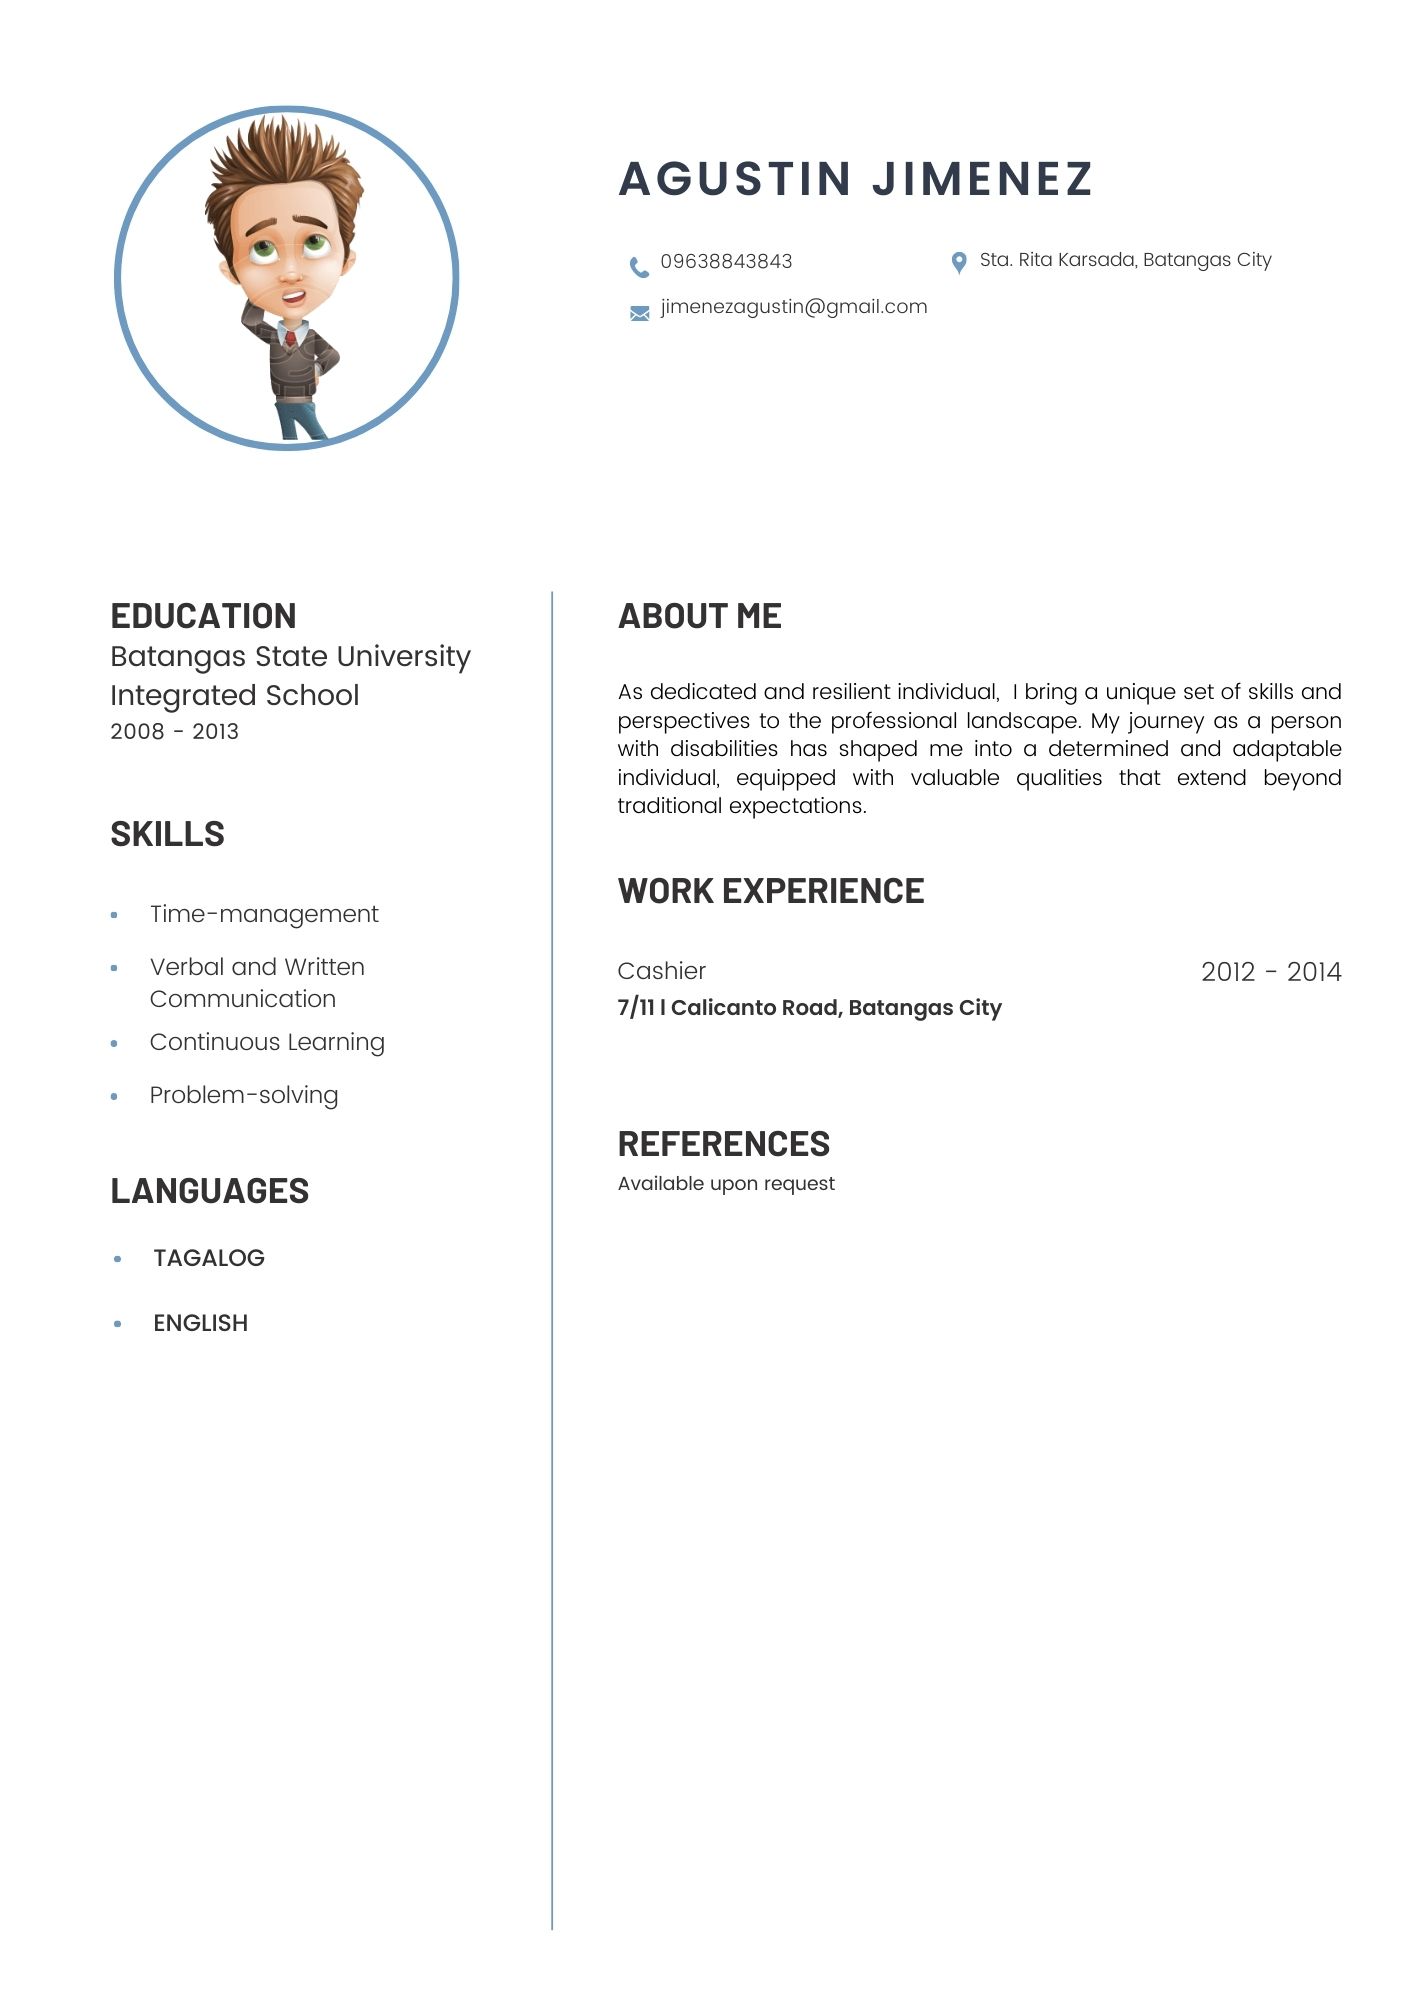 AGUSTIN JIMENEZ
09638843843
Sta. Rita Karsada, Batangas City
jimenezagustin@gmail.com
EDUCATION
Batangas State University
Integrated School
2008 - 2013
SKILLS
• Time-management
• Verbal and Written
Communication
• Continuous Learning
• Problem-solving
LANGUAGES
• TAGALOG
• ENGLISH
ABOUT ME
As dedicated and resilient individual, I bring a unique set of skills and
perspectives to the professional landscape. My journey as a person
with disabilities has shaped me into a determined and adaptable
individual, equipped with valuable qualities that extend beyond
traditional expectations.
WORK EXPERIENCE
Cashier 2012 - 2014
7/11 l Calicanto Road, Batangas City
REFERENCES
Available upon request